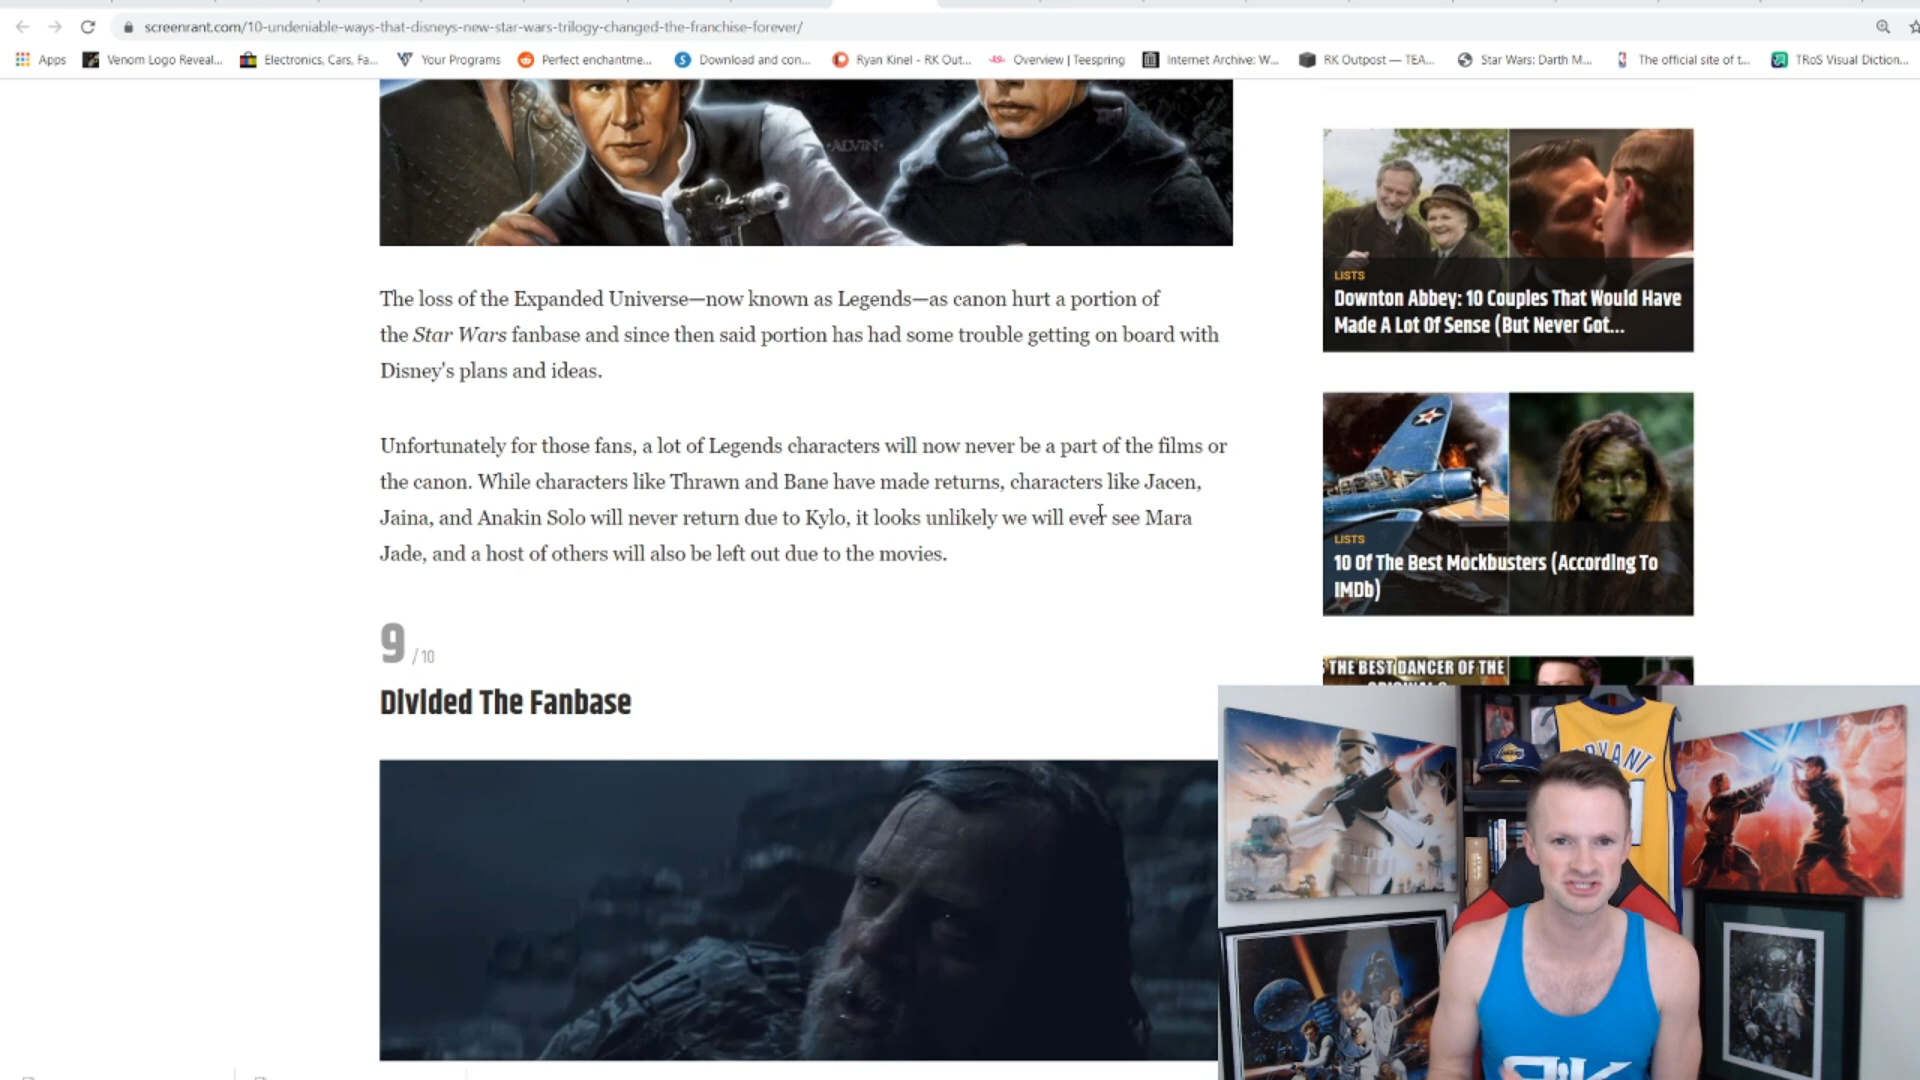 screenrant.com/10-undeniable-ways-that-disneys-new-star-wars-trilogy-changed-the-franchise-forever/
Apps
Venom Logo Reveal...
Electronics, Cars, Fa...
Your Programs
Perfect enchantme...
Download and con...
Ryan Kinel - RK Out...
Overview | Teespring
Internet Archive: W...
RK Outpost — TEA...
Star Wars: Darth M...
The official site of t...
TRoS Visual Diction...
·ALVIN·
The loss of the Expanded Universe—now known as Legends—as canon hurt a portion of
the Star Wars fanbase and since then said portion has had some trouble getting on board with
Disney's plans and ideas.
Unfortunately for those fans, a lot of Legends characters will now never be a part of the films or
the canon. While characters like Thrawn and Bane have made returns, characters like Jacen,
Jaina, and Anakin Solo will never return due to Kylo, it looks unlikely we will ever see Mara
Jade, and a host of others will also be left out due to the movies.
9 / 10
Divided The Fanbase
LISTS
Downton Abbey: 10 Couples That Would Have
Made A Lot Of Sense (But Never Got...
LISTS
10 Of The Best Mockbusters (According To
IMDb)
THE BEST DANCER OF THE
RYANT
RK